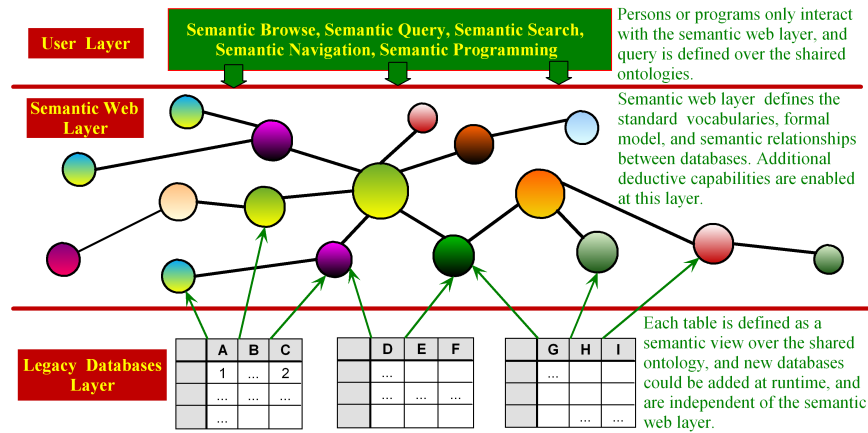 User Layer
Semantic Browse, Semantic Query, Semantic Search,
Semantic Navigation, Semantic Programming
Persons or programs only interact
with the semantic web layer, and
query is defined over the shaired
ontologies.
Semantic Web
Layer
Semantic web layer defines the
standard vocabularies, formal
model, and semantic relationships
between databases. Additional
deductive capabilities are enabled
at this layer.
Legacy Databases
Layer
A B C
1 ... 2
... ... ...
...
D E F
...
... ... ...
G H I
...
... ...
Each table is defined as a
semantic view over the shared
ontology, and new databases
could be added at runtime, and
are independent of the semantic
web layer.